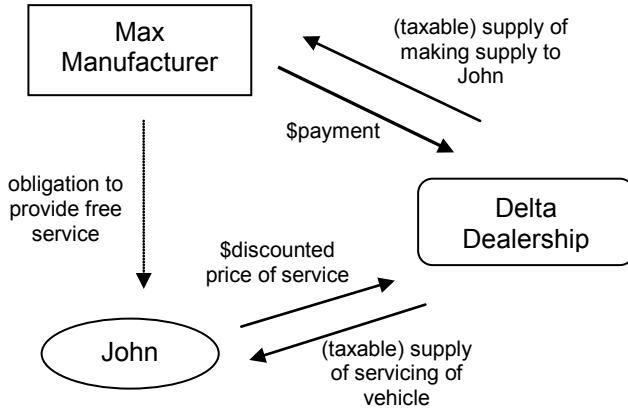 Max
Manufacturer
(taxable) supply of
making supply to
John
$payment
obligation to
provide free
service
Delta
Dealership
$discounted
price of service
John
(taxable) supply
of servicing of
vehicle